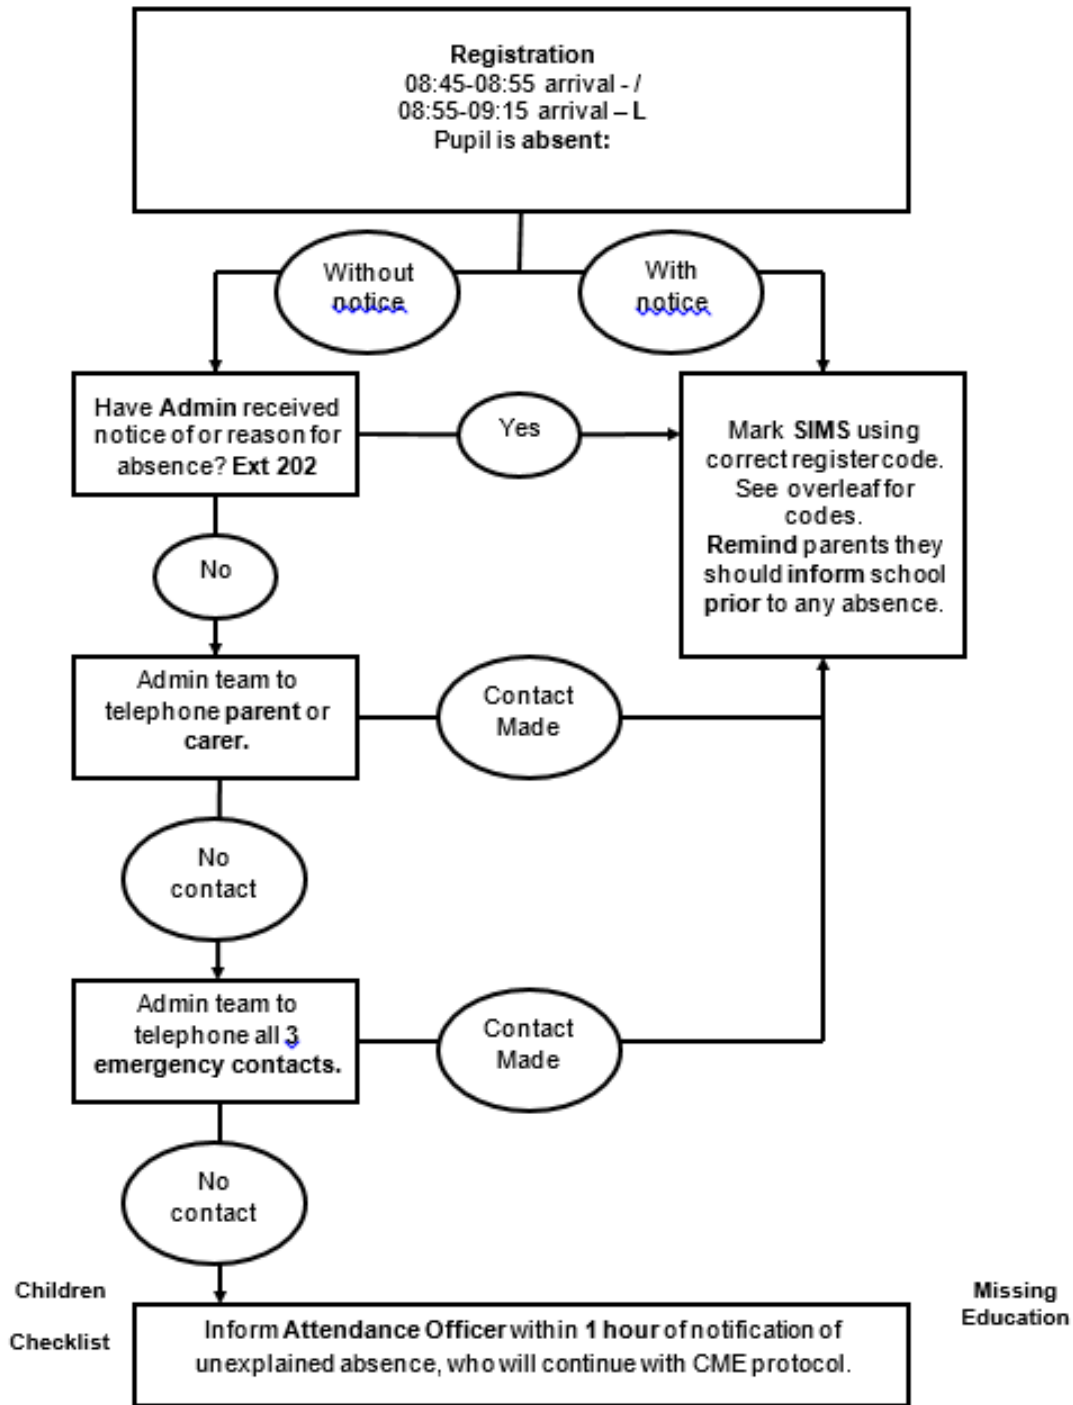 Registration
08:45-08:55 arrival - /
08:55-09:15 arrival – L
Pupil is absent:
Without
notice
With
notice
Have Admin received
notice of or reason for
absence? Ext 202
Yes
Mark SIMS using
correct register code.
See overleaf for
codes.
Remind parents they
should inform school
prior to any absence.
No
Admin team to
telephone parent or
carer.
Contact
Made
No
contact
Admin team to
telephone all 3
emergency contacts.
Contact
Made
No
contact
Children
Missing
Education
Checklist
Inform Attendance Officer within 1 hour of notification of
unexplained absence, who will continue with CME protocol.